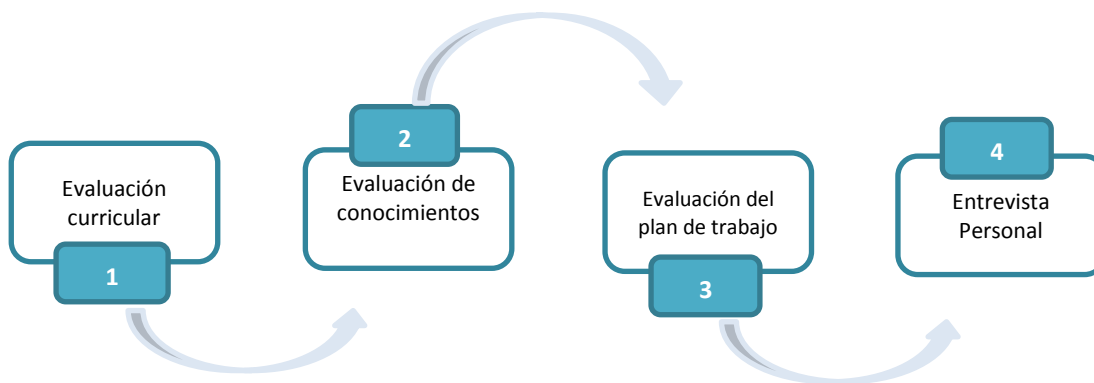 Evaluación
curricular
1
2
Evaluación de
conocimientos
Evaluación del
plan de trabajo
3
4
Entrevista
Personal